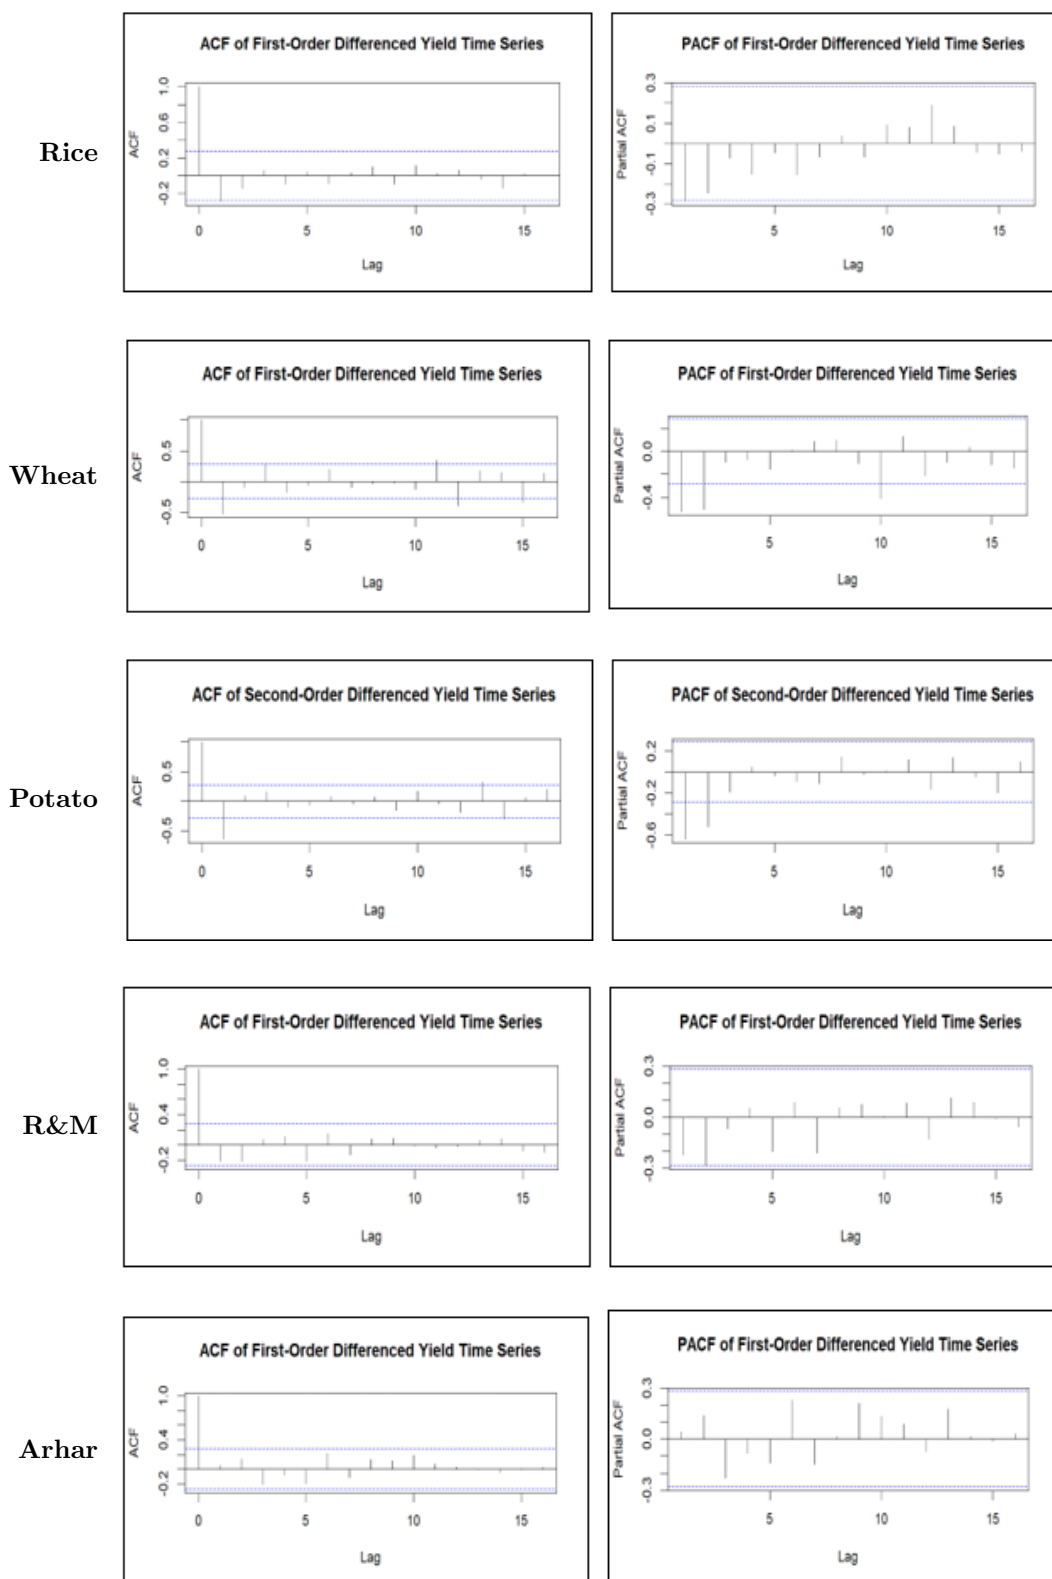 ACF of First-Order Differenced Yield Time Series
PACF of First-Order Differenced Yield Time Series
Rice
ACF
1.0
0.6
0.2
-0.2
0 5 10 15
Lag
Partial ACF
0.3
0.1
-0.1
-0.3
5 10 15
Lag
ACF of First-Order Differenced Yield Time Series
PACF of First-Order Differenced Yield Time Series
Wheat
ACF
0.5
-0.5
0 5 10 15
Lag
Partial ACF
0.0
-0.4
5 10 15
Lag
ACF of Second-Order Differenced Yield Time Series
PACF of Second-Order Differenced Yield Time Series
Potato
ACF
0.5
-0.5
0 5 10 15
Lag
Partial ACF
0.2
-0.2
-0.6
5 10 15
Lag
ACF of First-Order Differenced Yield Time Series
PACF of First-Order Differenced Yield Time Series
R&M
ACF
1.0
0.4
-0.2
0 5 10 15
Lag
Partial ACF
0.3
0.0
-0.3
5 10 15
Lag
ACF of First-Order Differenced Yield Time Series
PACF of First-Order Differenced Yield Time Series
Arhar
ACF
1.0
0.4
-0.2
0 5 10 15
Lag
Partial ACF
0.3
0.0
-0.3
5 10 15
Lag